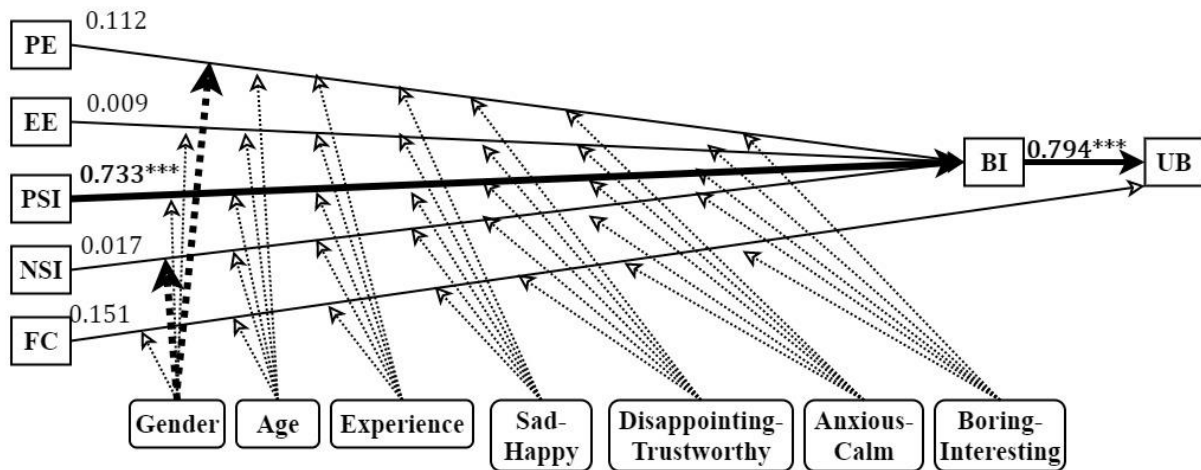 0.112
PE
0.009
EE
0.733***
PSI
BI
0.794***
UB
0.017
NSI
0.151
FC
Gender
Age
Experience
Sad-
Happy
Disappointing-
Trustworthy
Anxious-
Calm
Boring-
Interesting